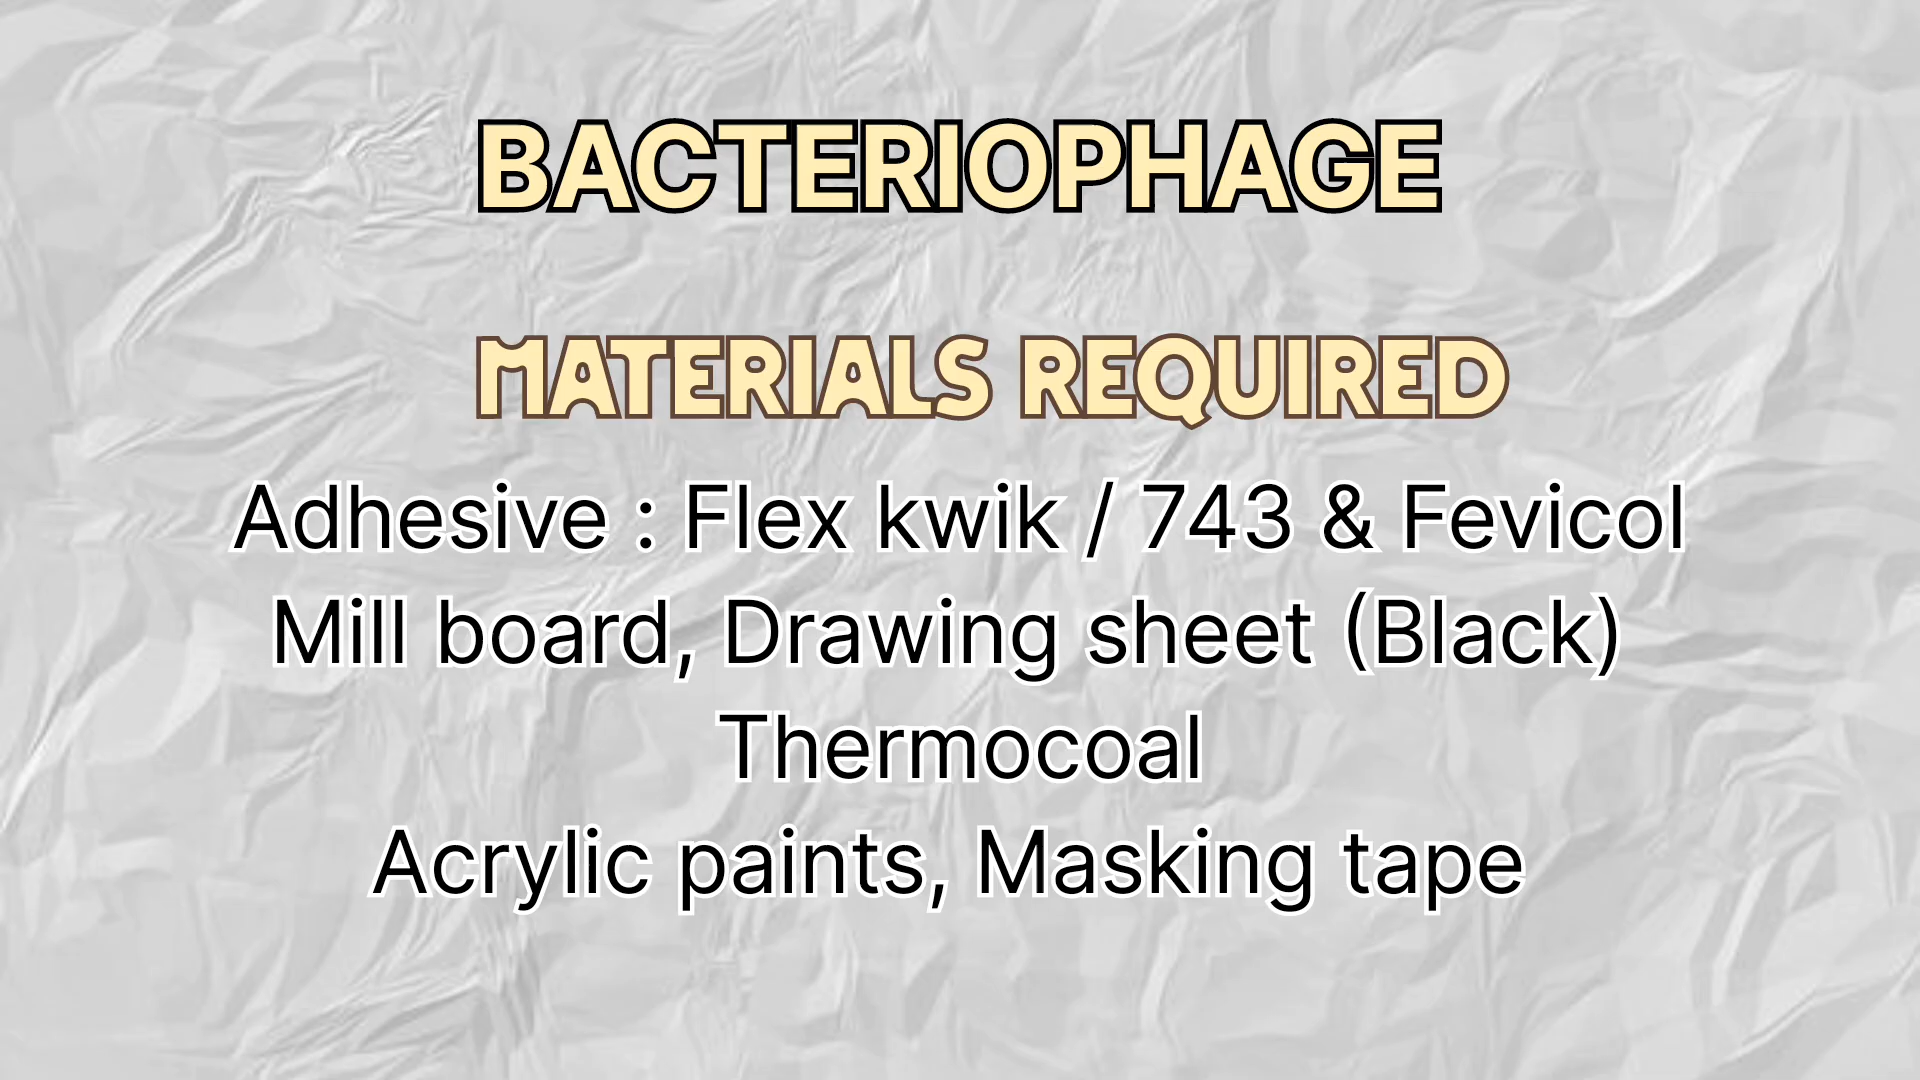 BACTERIOPHAGE
MATERIALS REQUIRED
Adhesive : Flex kwik / 743 & Fevicol
Mill board, Drawing sheet (Black)
Thermocoal
Acrylic paints, Masking tape